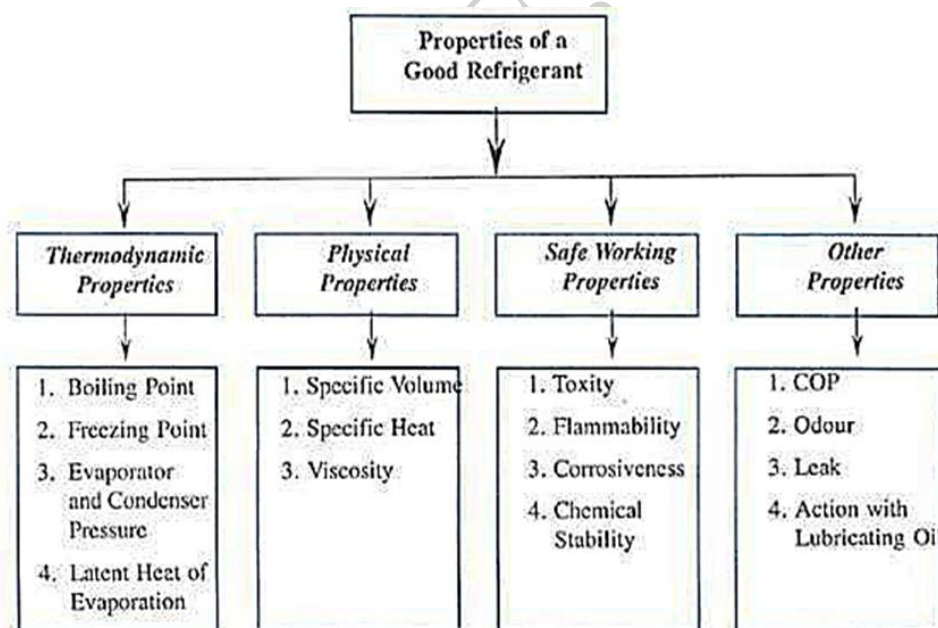 Properties of a
Good Refrigerant
Thermodynamic
Properties
Physical
Properties
Safe Working
Properties
Other
Properties
1. Boiling Point
2. Freezing Point
3. Evaporator
and Condenser
Pressure
4. Latent Heat of
Evaporation
1. Specific Volume
2. Specific Heat
3. Viscosity
1. Toxity
2. Flammability
3. Corrosiveness
4. Chemical
Stability
1. COP
2. Odour
3. Leak
4. Action with
Lubricating Oil